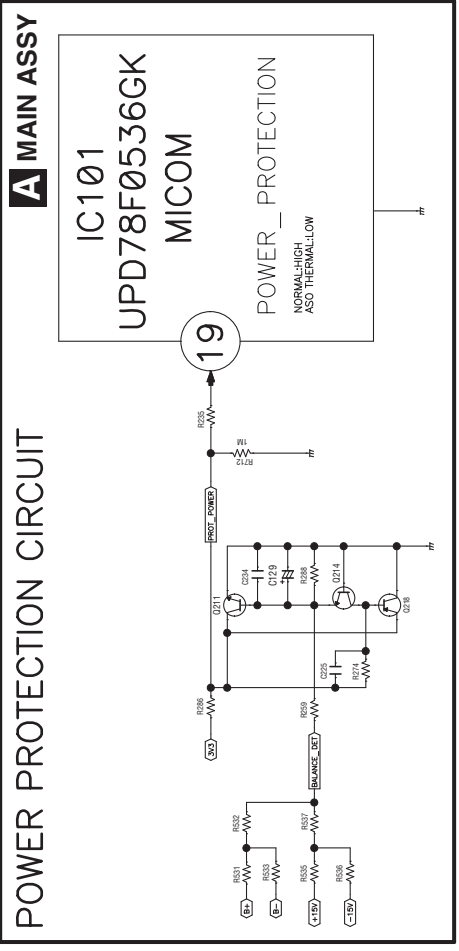 POWER PROTECTION CIRCUIT
A MAIN ASSY
IC101
UPD78F0536GK
MICOM
19
POWER_ PROTECTION
NORMAL:HIGH
ASO THERMAL:LOW
R235
R712
1M
PROT_POWER
Q211
C234
C129
+
R288
Q214
Q218
C225
R274
R286
3V3
R259
BALANCE_DET
R532
R537
R531
R533
R535
R536
B+
B-
+15V
-15V